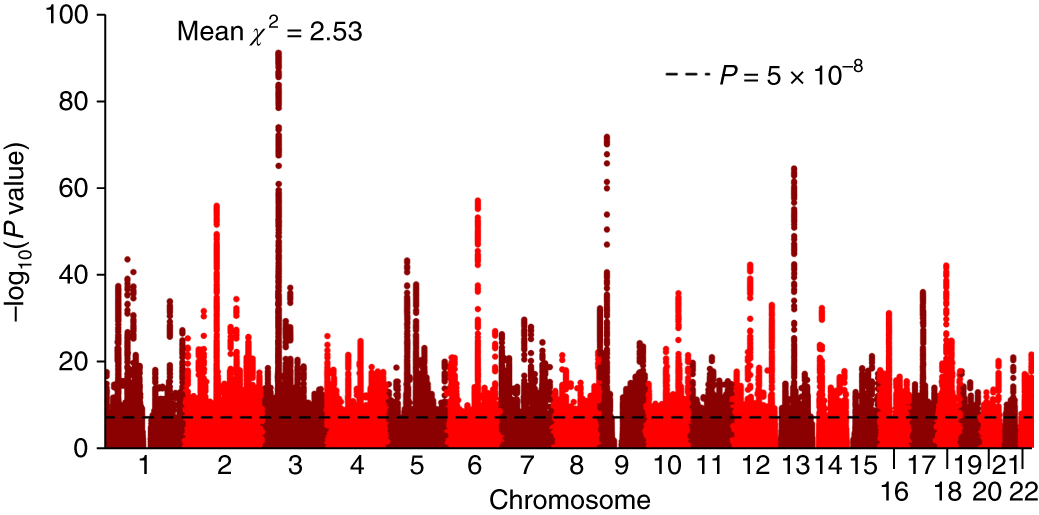 Mean χ² = 2.53
P = 5 × 10⁻⁸
–log₁₀(P value)
100
80
60
40
20
0
1 2 3 4 5 6 7 8 9 10 11 12 13 14 15 17 19 21
16 18 20 22
Chromosome